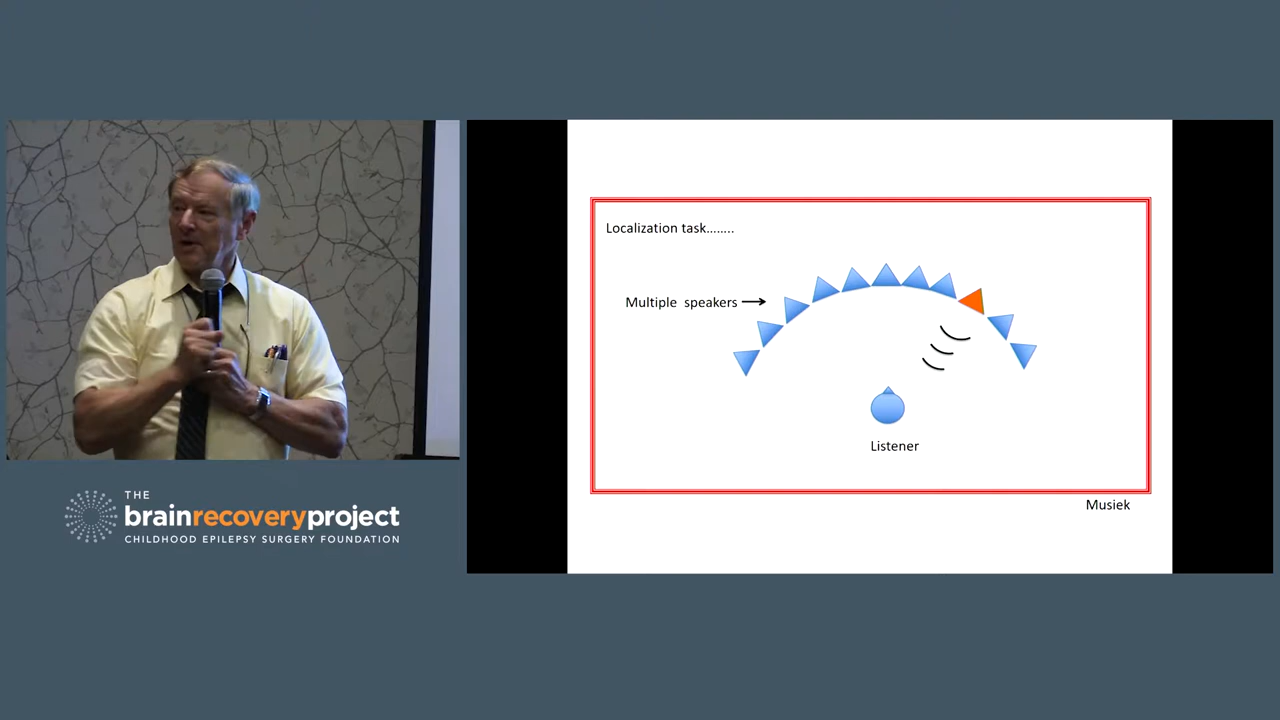 THE
brainrecoveryproject
CHILDHOOD EPILEPSY SURGERY FOUNDATION
Localization task........
Multiple speakers
Listener
Musiek